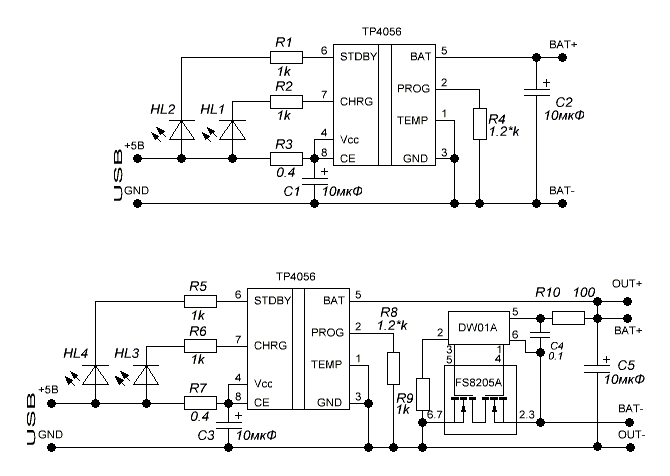 TP4056
R1 6 STDBY BAT 5 BAT+
1k
R2 PROG 2
HL2 HL1 7 CHRG R4 C2
1k 1.2*k 10мкФ
TEMP 1
R3 4 Vcc
+5B 8 CE GND 3
0.4
USB C1 10мкФ
GND BAT-
TP4056
R5 6 STDBY BAT 5 R10 100 OUT+
1k R8
R6 PROG 2 1.2*k DW01A 5 BAT+
HL4 HL3 7 CHRG 2 6 C4
1k 3 1 0.1
TEMP 1 5 4 C5
R7 4 Vcc FS8205A 10мкФ
+5B 8 CE GND 3 R9
0.4 1k
USB C3 10мкФ 6.7 2.3 BAT-
GND OUT-